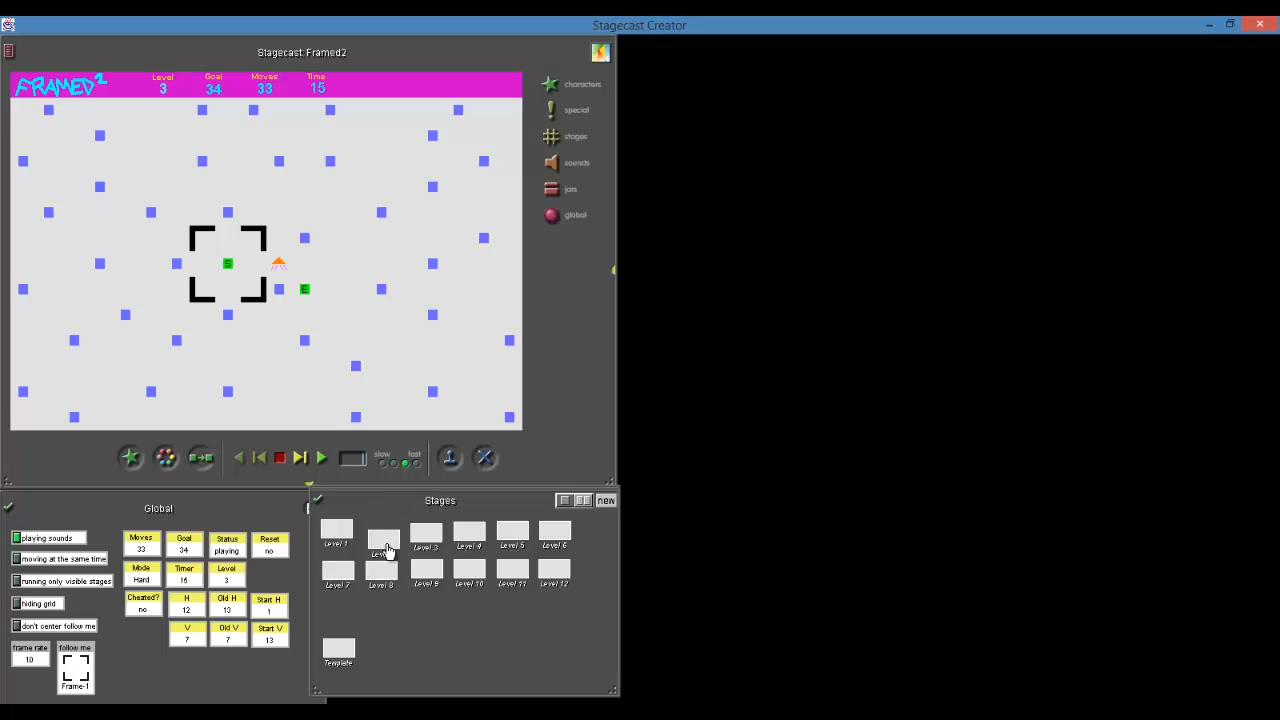 Stagecast Creator
Stagecast: Framed2
FRAMED2 Level Goal Moves Time
3 34 33 15
characters
special
stages
sounds
jars
global
S
E
slow fast
Global
playing sounds
moving at the same time
running only visible stages
hiding grid
don't center follow me
frame rate
10
follow me
Frame-1
Moves Goal Status Reset
33 34 playing no
Mode Timer Level
Hard 16 3
Cheated? H Old H Start H
no 12 13 1
V Old V Start V
7 7 13
Stages
new
Level 1 Level 3 Level 4 Level 5 Level 6
Level 7 Level 8 Level 9 Level 10 Level 11 Level 12
Template